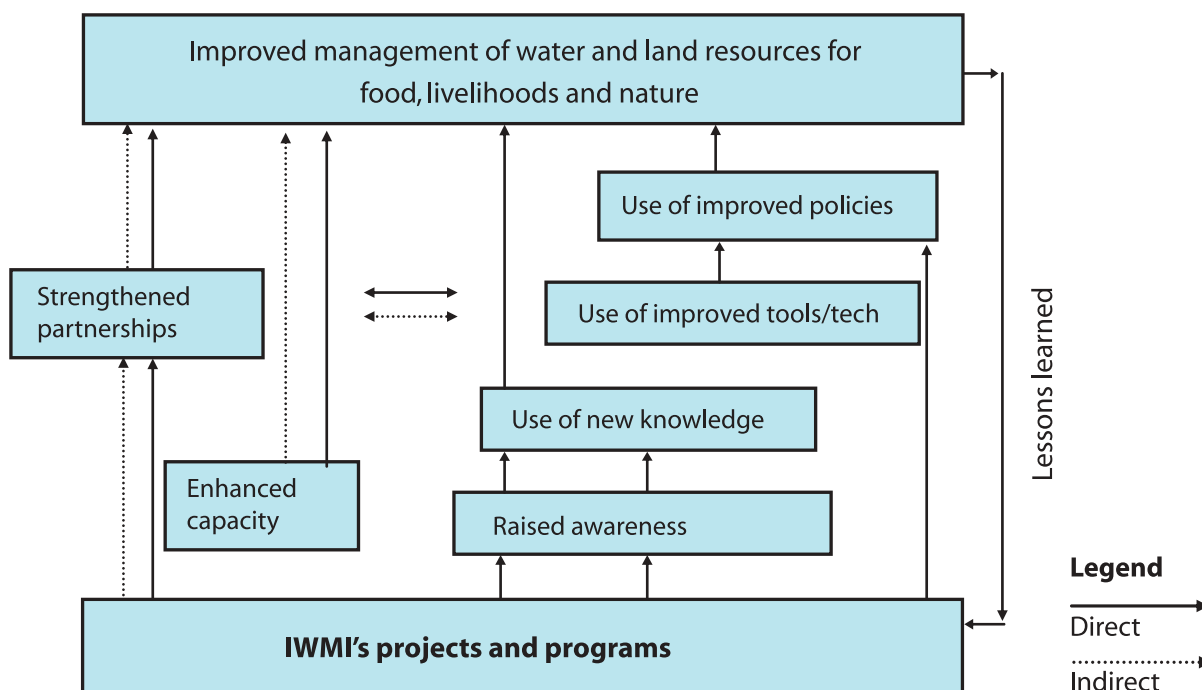 Improved management of water and land resources for
food, livelihoods and nature
Use of improved policies
Strengthened
partnerships
Use of improved tools/tech
Lessons learned
Use of new knowledge
Enhanced
capacity
Raised awareness
IWMI's projects and programs
Legend
Direct
Indirect